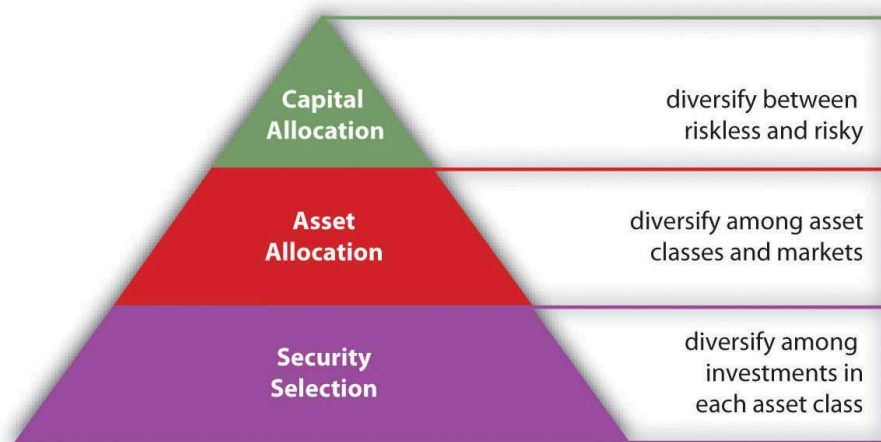 Capital
Allocation
diversify between
riskless and risky
Asset
Allocation
diversify among asset
classes and markets
Security
Selection
diversify among
investments in
each asset class